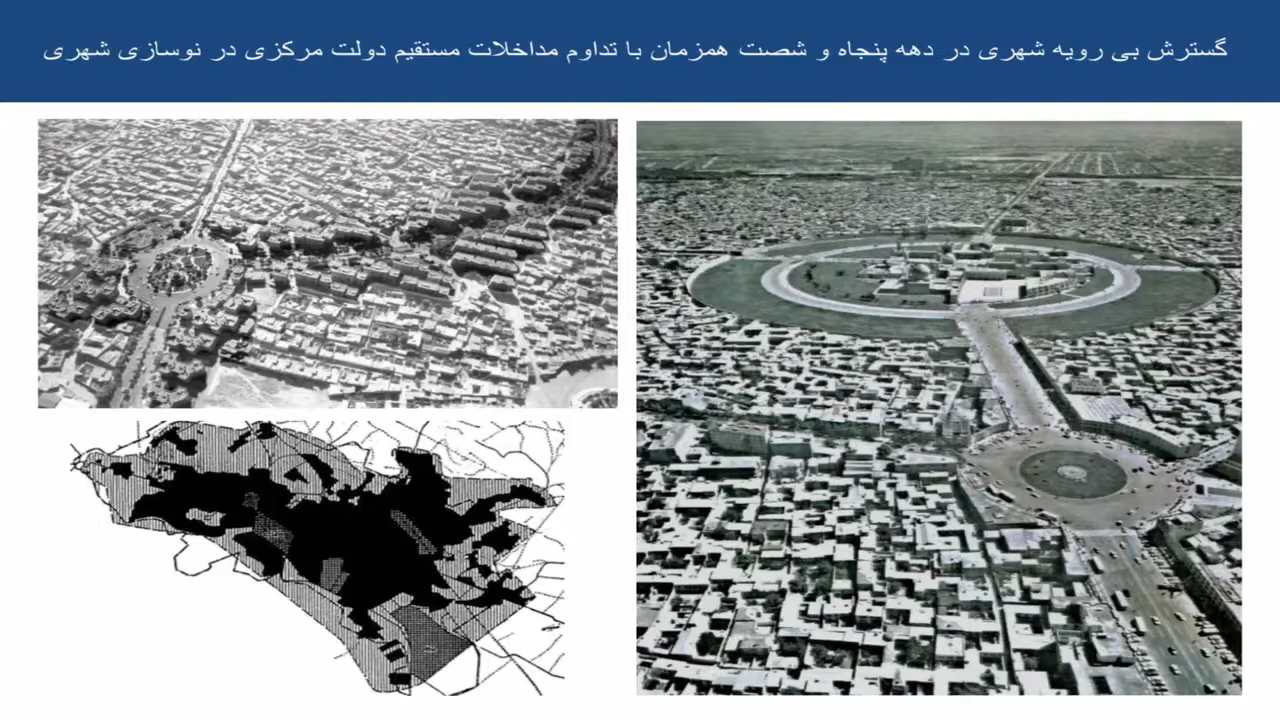 گسترش بی رویه شهری در دهه پنجاه و شصت همزمان با تداوم مداخلات مستقیم دولت مرکزی در نوسازی شهری